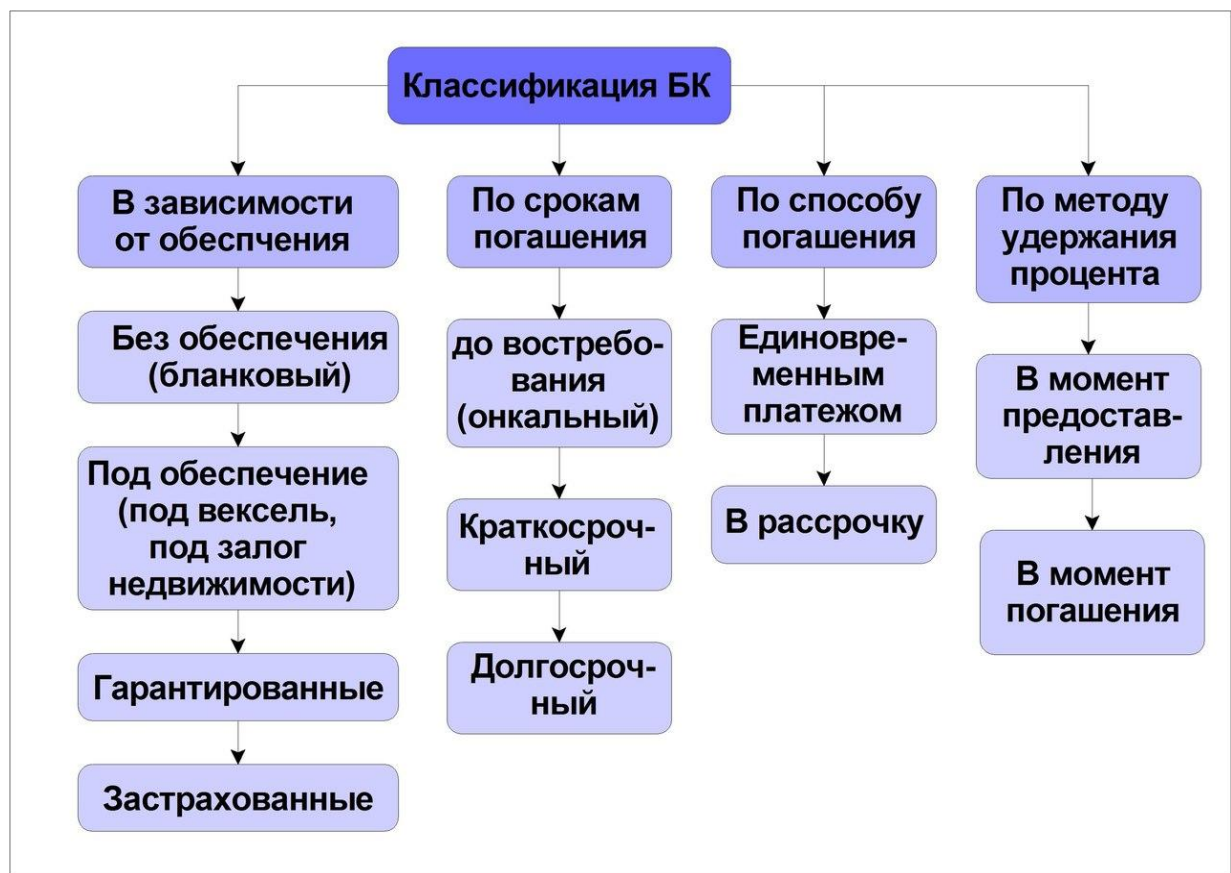 Классификация БК
В зависимости
от обеспчения
Без обеспечения
(бланковый)
Под обеспечение
(под вексель,
под залог
недвижимости)
Гарантированные
Застрахованные
По срокам
погашения
до востребо-
вания
(онкальный)
Краткосроч-
ный
Долгосроч-
ный
По способу
погашения
Единовре-
менным
платежом
В рассрочку
По методу
удержания
процента
В момент
предостав-
ления
В момент
погашения